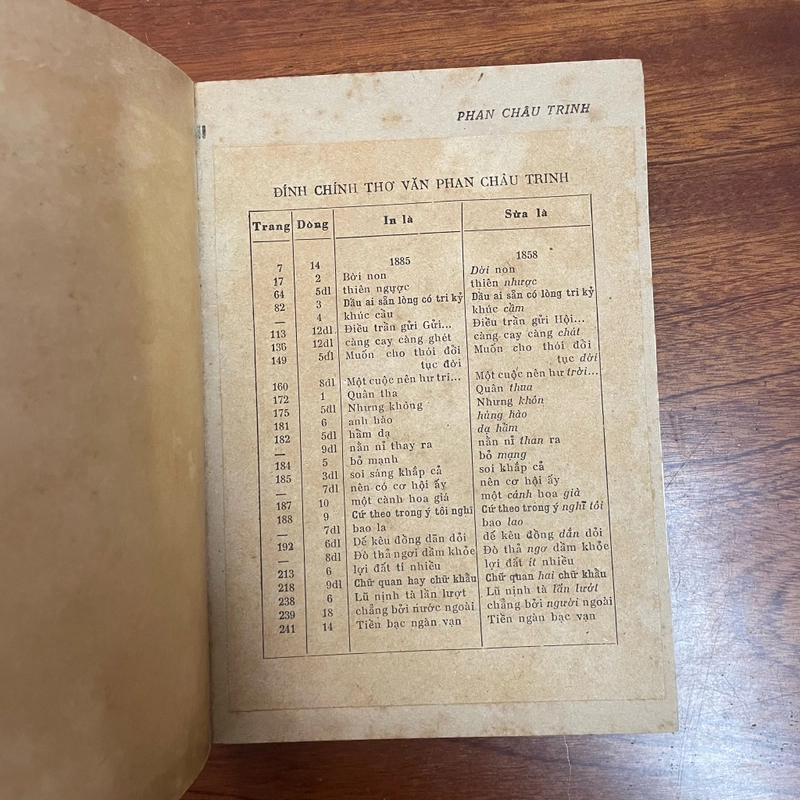 PHAN CHÂU TRINH
ĐÍNH CHÍNH THƠ VĂN PHAN CHÂU TRINH
Trang Dòng In là Sửa là
7 14 1885 1858
17 2 Bời non Dời non
64 5dl thiên ngược thiên nhược
82 3 Dầu ai sẵn lòng có tri kỷ Dầu ai sẵn có lòng tri kỷ
— 4 khúc cầu khúc cầm
113 12dl Điều trần gửi Gửi... Điều trần gửi Hội...
136 12dl càng cay càng ghét càng cay càng chát
149 5dl Muốn cho thói đồi Muốn cho thói đổi
tục đời tục dời
160 8dl Một cuộc nên hư tri... Một cuộc nên hư trời...
172 1 Quân tha Quân thua
175 5dl Nhưng không Nhưng khốn
181 6 anh hào hùng hào
182 5dl hầm dạ dạ hầm
— 9dl nằn nỉ thay ra nằn nỉ than ra
184 5 bỏ mạnh bỏ mạng
185 3dl soi sáng khắp cả soi khắp cả
— 7dl nên có cơ hội ấy nên cơ hội ấy
187 10 một cành hoa giả một cánh hoa già
188 9 Cứ theo trong ý tôi nghĩ Cứ theo trong ý nghĩ tôi
— 7dl bao la bao lao
192 6dl Dế kêu đồng dãn dỏi dế kêu đồng dắn dỏi
— 8dl Đò thả ngơi dầm khỏe Đò thả ngơ dầm khỏe
213 6 lợi đất tí nhiều lợi đất ít nhiều
218 9dl Chữ quan hay chữ khẩu Chữ quan hai chữ khẩu
238 6 Lũ nịnh tà lần lượt Lũ nịnh tà lấn lướt
239 18 chẳng bởi nước ngoài chẳng bởi người ngoài
241 14 Tiền bạc ngàn vạn Tiền ngàn bạc vạn